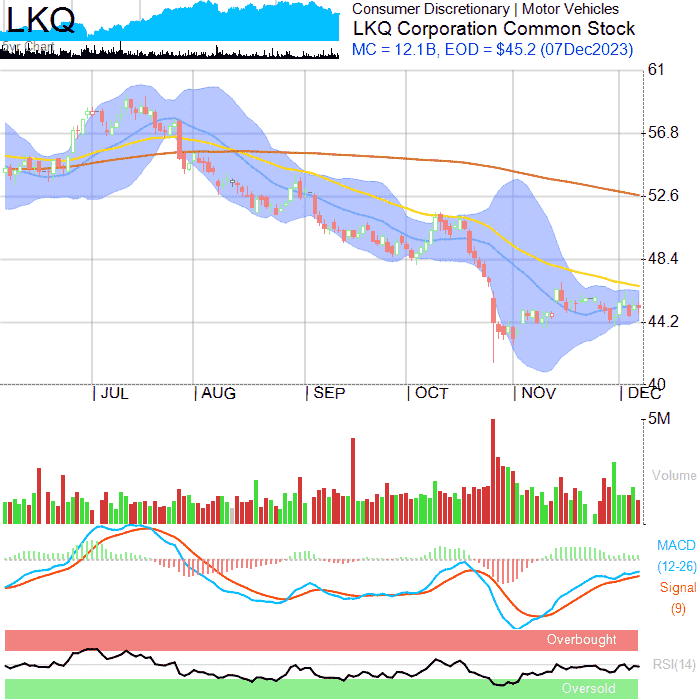 LKQ
5yr Chart
Consumer Discretionary | Motor Vehicles
LKQ Corporation Common Stock
MC = 12.1B, EOD = $45.2 (07Dec2023)
61
56.8
52.6
48.4
44.2
40
| JUL | AUG | SEP | OCT | NOV | DEC
5M
Volume
MACD
(12-26)
Signal
(9)
Overbought
RSI(14)
Oversold